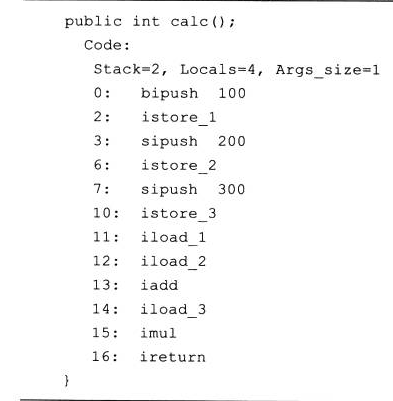 public int calc();
Code:
Stack=2, Locals=4, Args_size=1
0: bipush 100
2: istore_1
3: sipush 200
6: istore_2
7: sipush 300
10: istore_3
11: iload_1
12: iload_2
13: iadd
14: iload_3
15: imul
16: ireturn
}